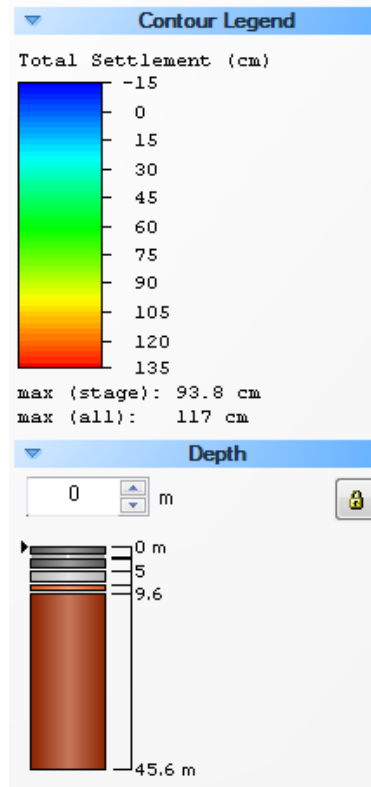 Contour Legend
Total Settlement (cm)
-15
0
15
30
45
60
75
90
105
120
135
max (stage): 93.8 cm
max (all): 117 cm
Depth
0 m
0 m
5
9.6
45.6 m